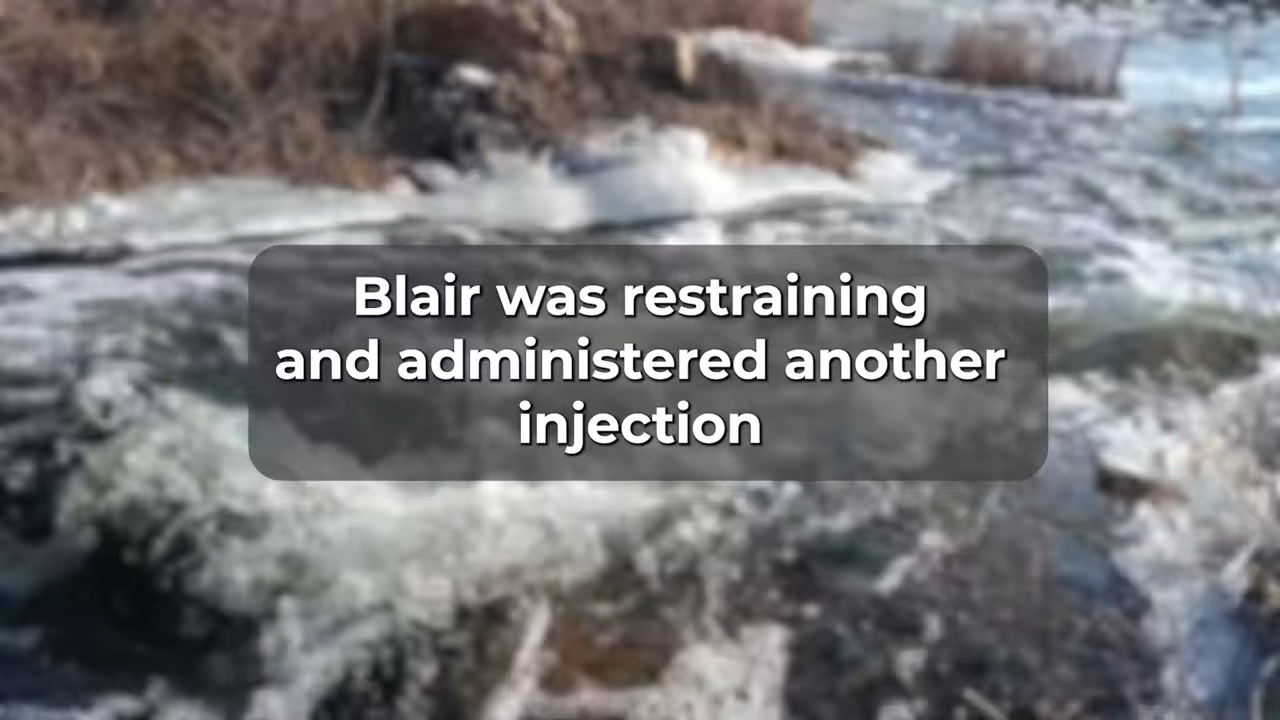 Blair was restraining
and administered another
injection